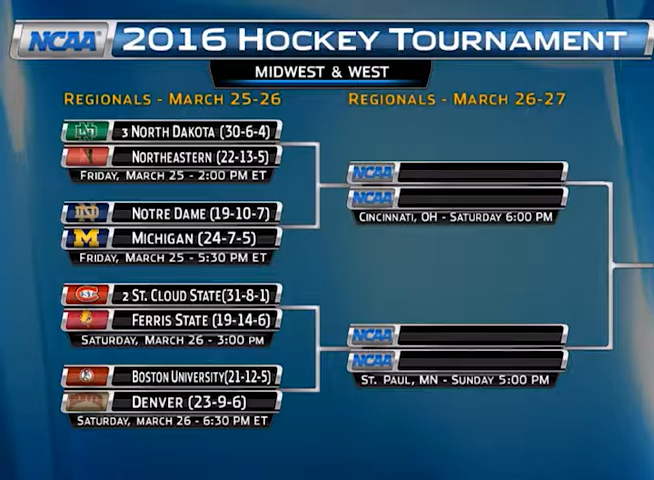 NCAA 2016 HOCKEY TOURNAMENT
MIDWEST & WEST
REGIONALS - MARCH 25-26
REGIONALS - MARCH 26-27
3 NORTH DAKOTA (30-6-4)
NORTHEASTERN (22-13-5)
FRIDAY, MARCH 25 - 2:00 PM ET
NCAA
NCAA
CINCINNATI, OH - SATURDAY 6:00 PM
NOTRE DAME (19-10-7)
MICHIGAN (24-7-5)
FRIDAY, MARCH 25 - 5:30 PM ET
2 ST. CLOUD STATE(31-8-1)
FERRIS STATE (19-14-6)
SATURDAY, MARCH 26 - 3:00 PM
NCAA
NCAA
ST. PAUL, MN - SUNDAY 5:00 PM
BOSTON UNIVERSITY(21-12-5)
DENVER (23-9-6)
SATURDAY, MARCH 26 - 6:30 PM ET